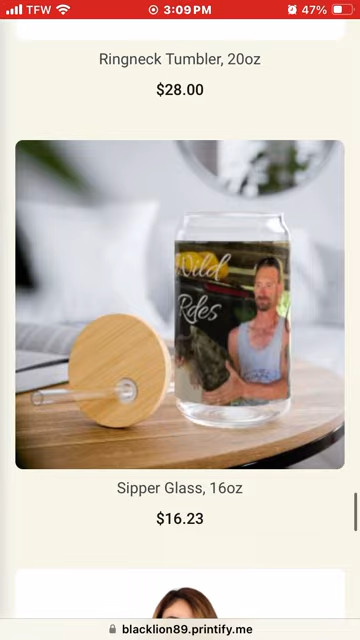 TFW 3:09 PM 47%
Ringneck Tumbler, 20oz
$28.00
Wild
Rdes
Sipper Glass, 16oz
$16.23
blacklion89.printify.me